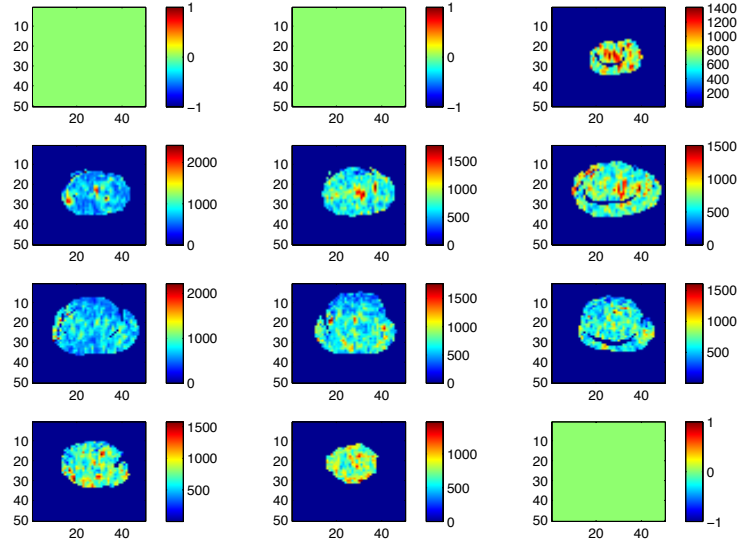 1 1 1400
10 10 10 1200
20 20 20 1000
0 0 800
30 30 30 600
40 40 40 400
50 −1 50 −1 50 200
20 40 20 40 20 40
1500
10 2000 10 1500 10
20 20 20 1000
30 1000 30 1000 30
40 40 500 40 500
50 0 50 0 50 0
20 40 20 40 20 40
2000 1500 1500
10 10 10
20 20 1000 20 1000
30 1000 30 30
40 40 500 40 500
50 0 50 0 50
20 40 20 40 20 40
1500 1
10 10 10
20 1000 20 1000 20
30 30 30 0
40 500 40 500 40
50 50 0 50 −1
20 40 20 40 20 40